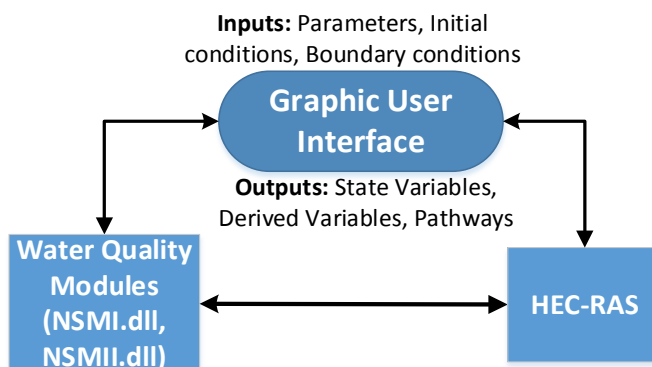 Inputs: Parameters, Initial
conditions, Boundary conditions
Graphic User
Interface
Outputs: State Variables,
Derived Variables, Pathways
Water Quality
Modules
(NSMI.dll,
NSMII.dll)
HEC-RAS